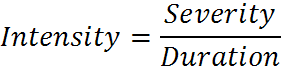 Intensity = Severity / Duration